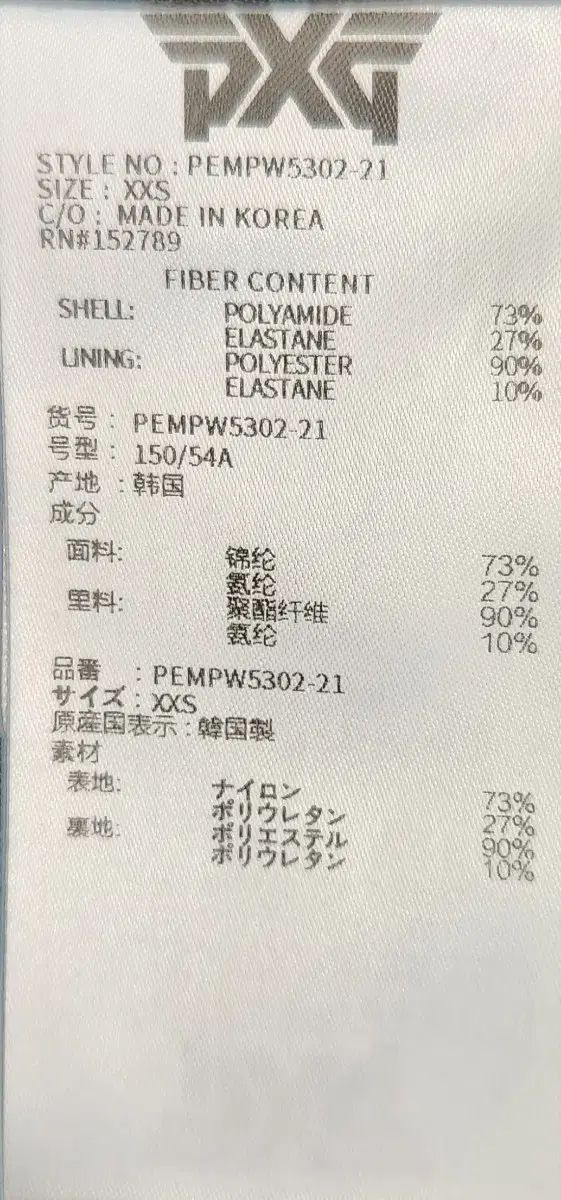 PXG
STYLE NO : PEMPW5302-21
SIZE : XXS
C/O : MADE IN KOREA
RN#152789
FIBER CONTENT
SHELL: POLYAMIDE 73%
ELASTANE 27%
LINING: POLYESTER 90%
ELASTANE 10%
货号 : PEMPW5302-21
号型 : 150/54A
产地 : 韩国
成分
面料: 锦纶 73%
氨纶 27%
里料: 聚酯纤维 90%
氨纶 10%
品番 : PEMPW5302-21
サイズ : XXS
原産国表示 : 韓国製
素材
表地: ナイロン 73%
ポリウレタン 27%
裏地: ポリエステル 90%
ポリウレタン 10%